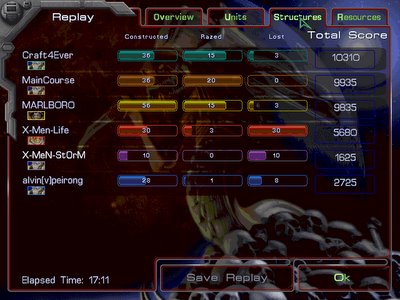 Replay Overview Units Structures Resources
Constructed Razed Lost Total Score
Craft4Ever 36 15 3 10310
MainCourse 36 20 0 9935
MARLBORO 56 15 3 9835
X-Men-Life 30 3 30 5680
X-MeN-StOrM 10 0 10 1625
alvin(v)peirong 28 1 8 2725
Elapsed Time: 17:11 Save Replay Ok